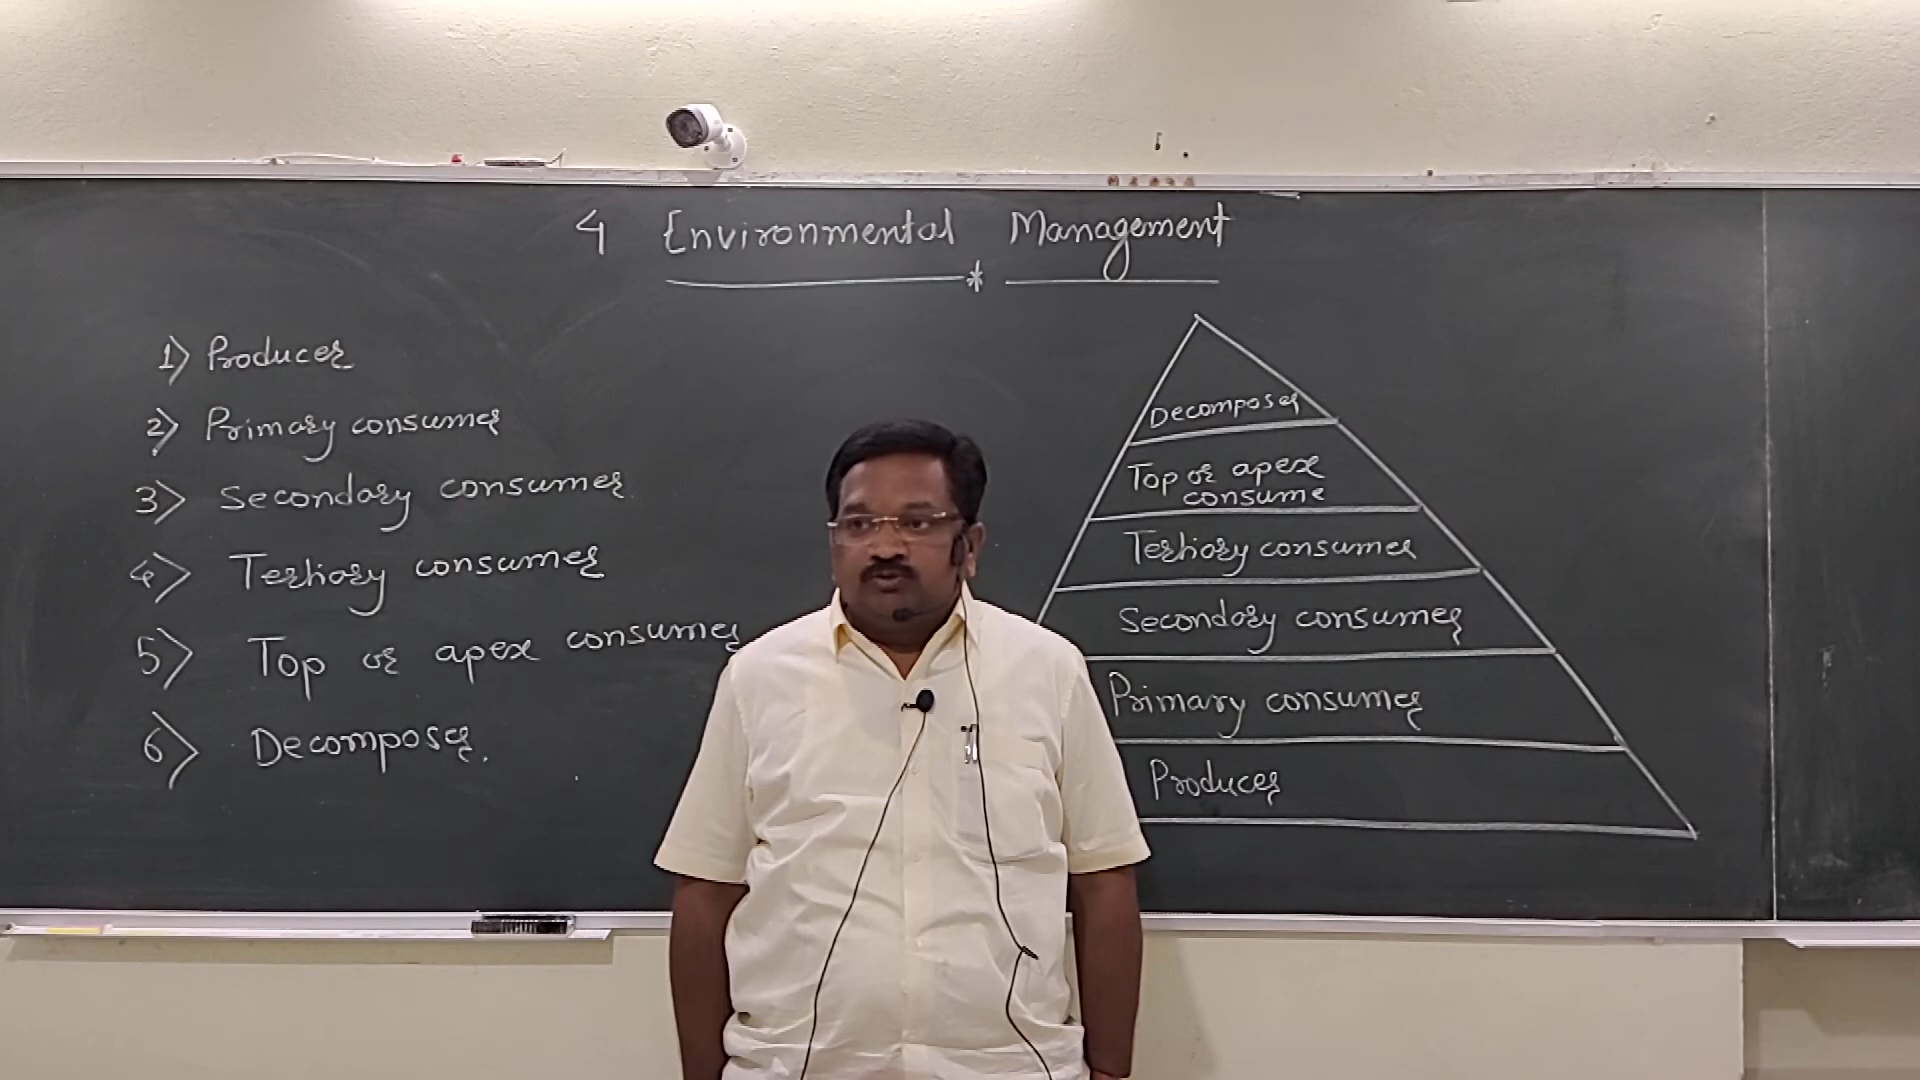 4 Environmental Management
1) Producer
2) Primary consumer
3) Secondary consumer
4) Tertiary consumer
5) Top or apex consumer
6) Decomposer.
Decomposer
Top or apex
consume
Tertiary consumer
Secondary consumer
Primary consumer
Producer